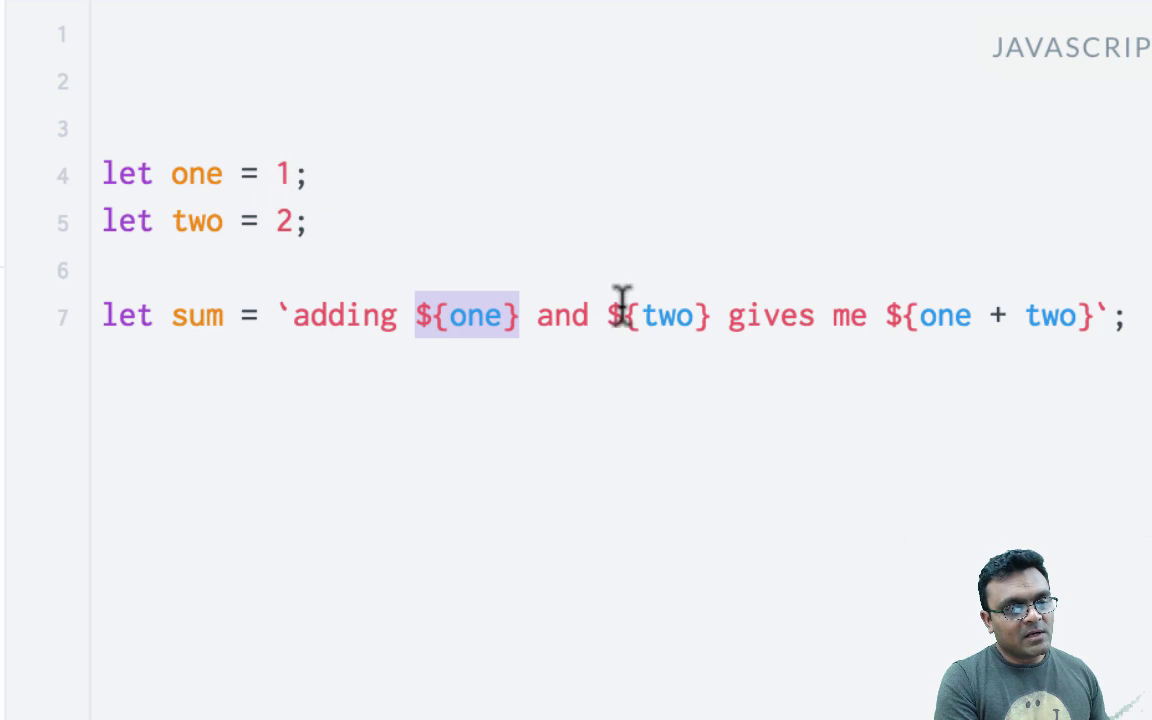 1
JAVASCRIP
2
3
4 let one = 1;
5 let two = 2;
6
7 let sum = `adding ${one} and ${two} gives me ${one + two}`;